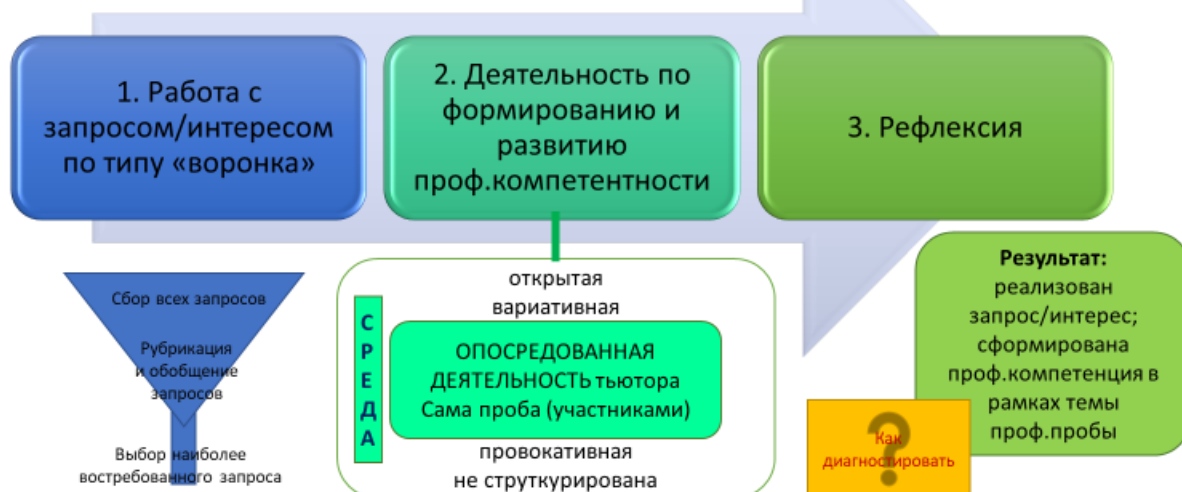 1. Работа с
запросом/интересом
по типу «воронка»
2. Деятельность по
формированию и
развитию
проф.компетентности
3. Рефлексия
Сбор всех запросов
Рубрикация
и обобщение
запросов
Выбор наиболее
востребованного запроса
открытая
вариативная
СРЕДА
ОПОСРЕДОВАННАЯ
ДЕЯТЕЛЬНОСТЬ тьютора
Сама проба (участниками)
провокативная
не струткурирована
Результат:
реализован
запрос/интерес;
сформирована
проф.компетенция в
рамках темы
проф.пробы
?
Как
диагностировать